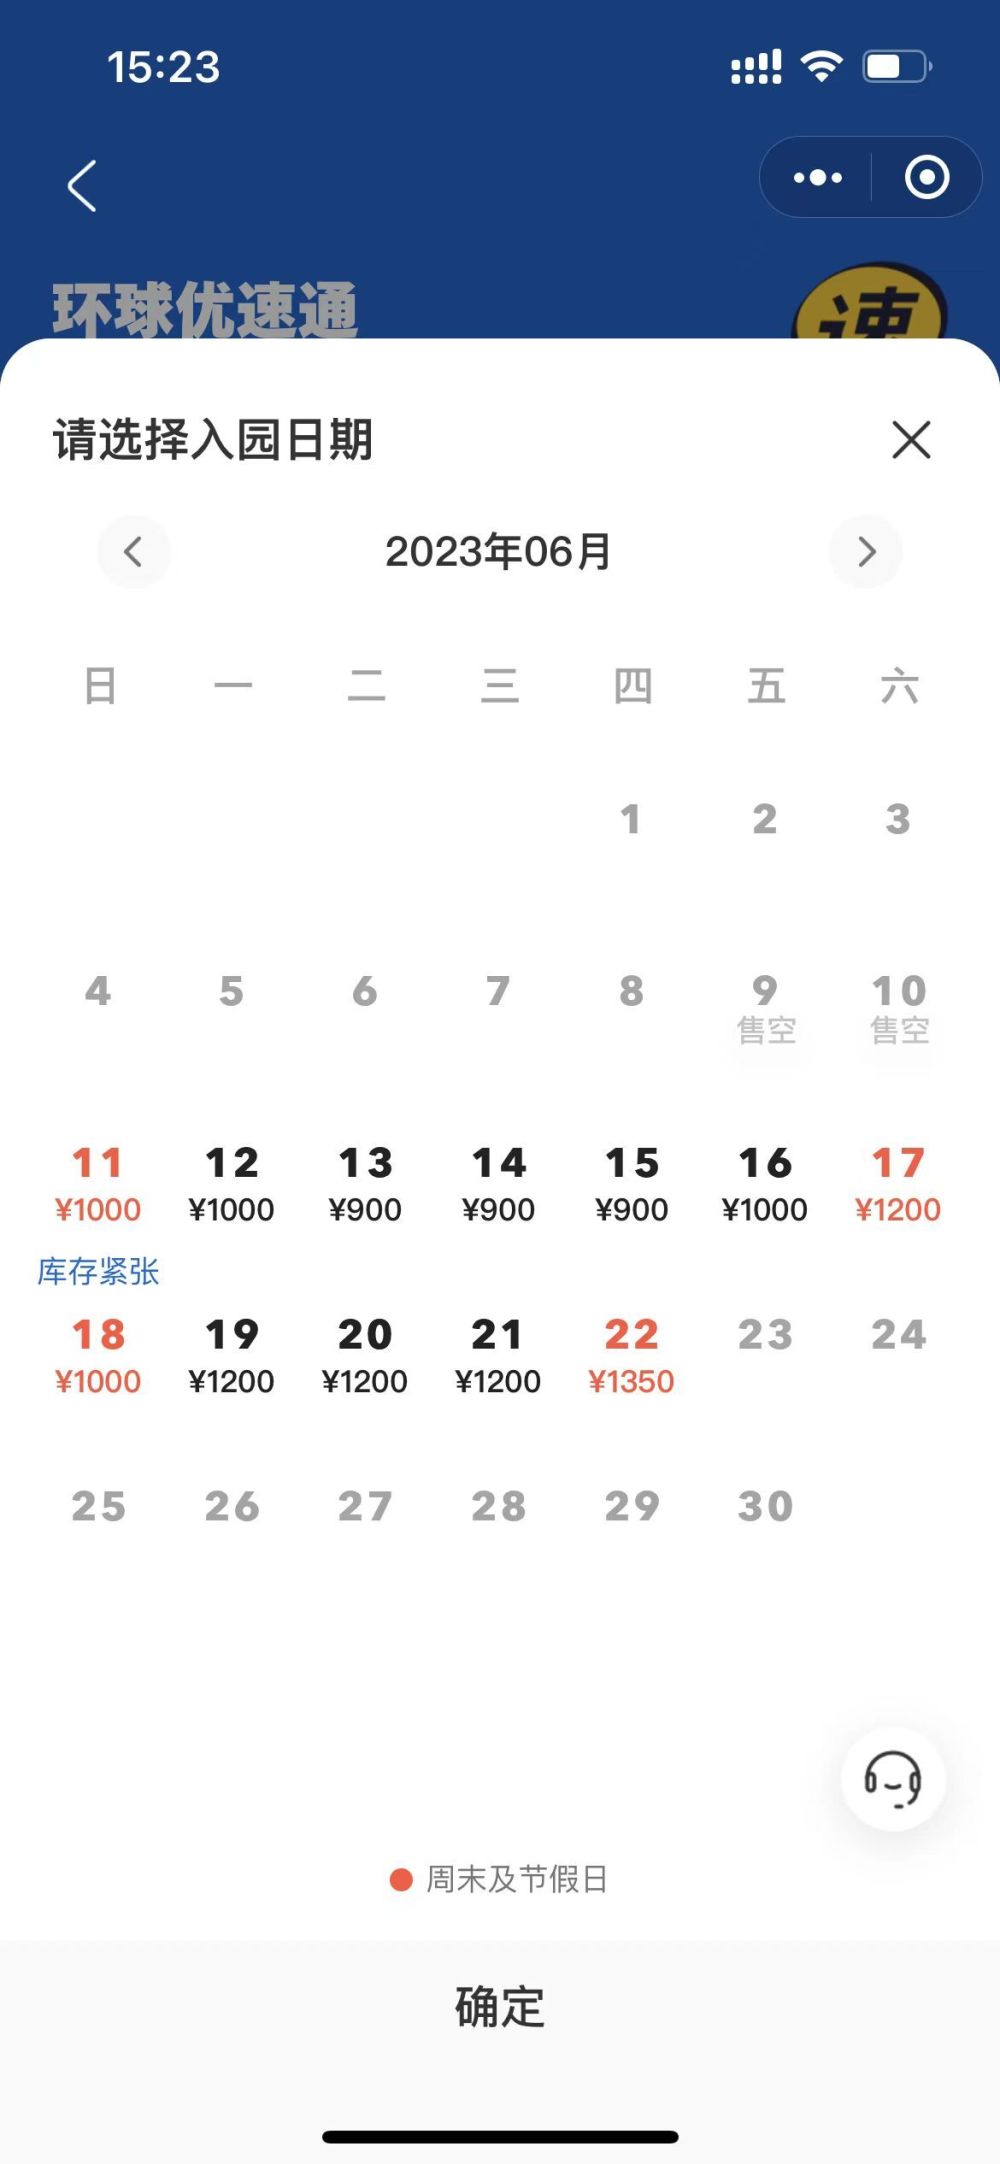 15:23
环球优速通
速
请选择入园日期
2023年06月
日 一 二 三 四 五 六
1 2 3
4 5 6 7 8 9 10
售空 售空
11 12 13 14 15 16 17
¥1000 ¥1000 ¥900 ¥900 ¥900 ¥1000 ¥1200
库存紧张
18 19 20 21 22 23 24
¥1000 ¥1200 ¥1200 ¥1200 ¥1350
25 26 27 28 29 30
周末及节假日
确定